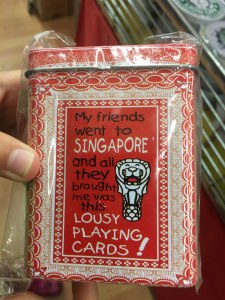 My friends
went to
SINGAPORE
and all
they
brought
me was
this
LOUSY
PLAYING
CARDS!